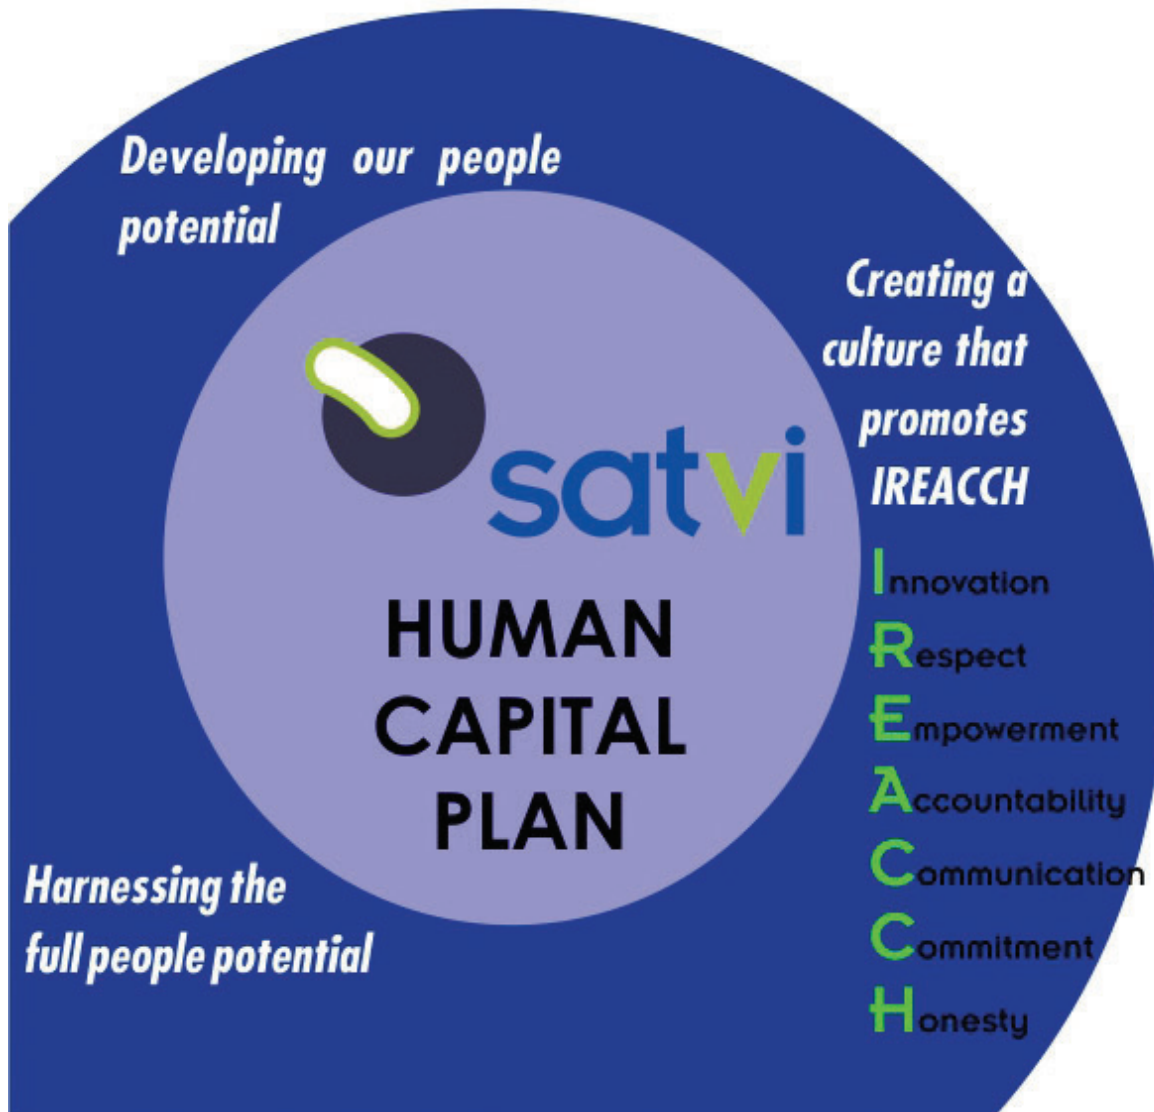 Developing our people
potential
Creating a
culture that
promotes
IREACCH
satvi
HUMAN
CAPITAL
PLAN
Innovation
Respect
Empowerment
Accountability
Communication
Commitment
Honesty
Harnessing the
full people potential